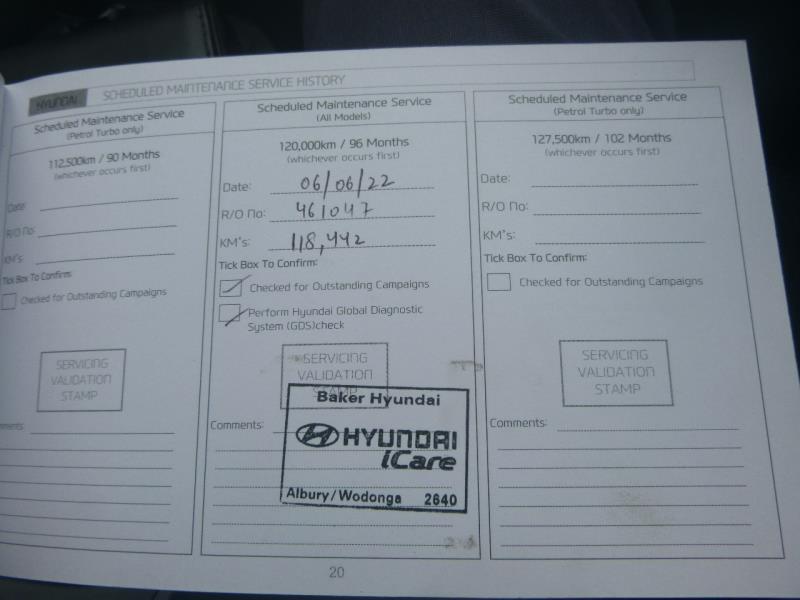 HYUNDAI
SCHEDULED MAINTENANCE SERVICE HISTORY
Scheduled Maintenance Service
(Petrol Turbo only)
112,500km / 90 Months
(whichever occurs first)
Date:
R/O No:
KM's:
Tick Box To Confirm:
Checked for Outstanding Campaigns
SERVICING
VALIDATION
STAMP
mments:
Scheduled Maintenance Service
(All Models)
120,000km / 96 Months
(whichever occurs first)
Date: 06/06/22
R/O No: 461047
KM's: 118,442
Tick Box To Confirm:
Checked for Outstanding Campaigns
Perform Hyundai Global Diagnostic
System (GDS)check
SERVICING
VALIDATION
STAMP
Baker Hyundai
HYUNDAI
iCare
Albury/Wodonga 2640
Comments:
Scheduled Maintenance Service
(Petrol Turbo only)
127,500km / 102 Months
(whichever occurs first)
Date:
R/O No:
KM's:
Tick Box To Confirm:
Checked for Outstanding Campaigns
SERVICING
VALIDATION
STAMP
Comments:
20